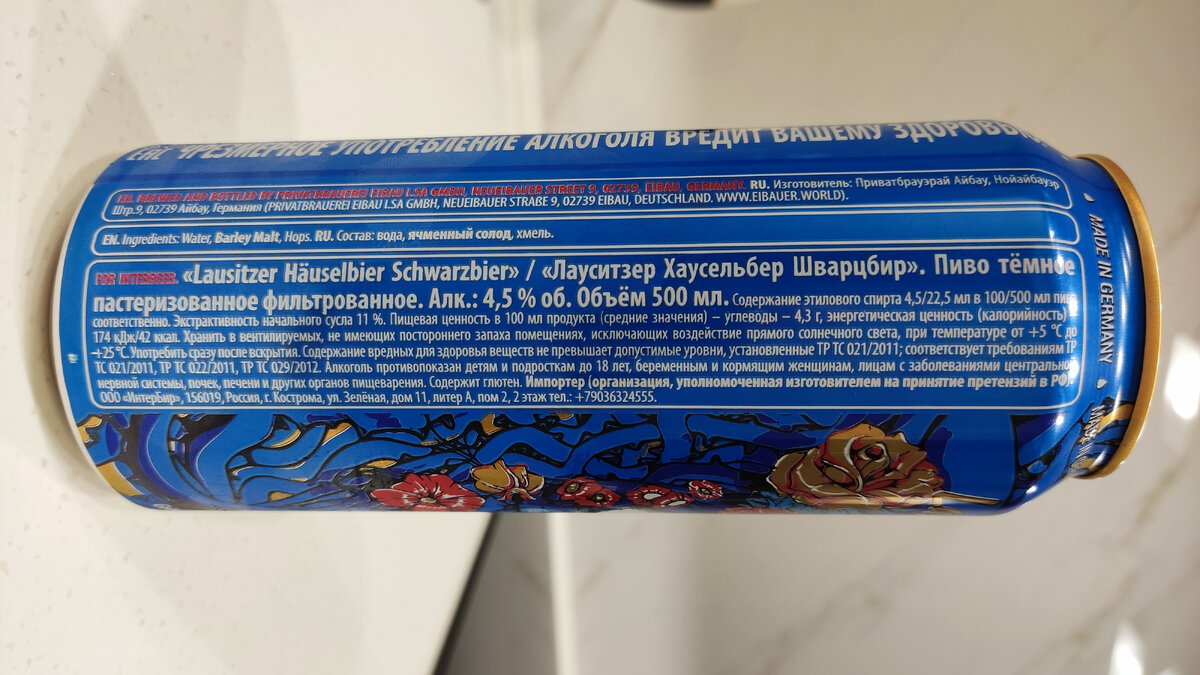 ЧРЕЗМЕРНОЕ УПОТРЕБЛЕНИЕ АЛКОГОЛЯ ВРЕДИТ ВАШЕМУ ЗДОРОВЬЮ
EN. BREWED AND BOTTLED BY PRIVATBRAUEREI EIBAU I.SA GMBH, NEUEIBAUER STREET 9, 02739, EIBAU, GERMANY. RU. Изготовитель: Приватбрауэрай Айбау, Нойайбауэр
Штр.9, 02739 Айбау, Германия (PRIVATBRAUEREI EIBAU I.SA GMBH, NEUEIBAUER STRAßE 9, 02739 EIBAU, DEUTSCHLAND. WWW.EIBAUER.WORLD).
EN. Ingredients: Water, Barley Malt, Hops. RU. Состав: вода, ячменный солод, хмель.
FOR INTERBEER. «Lausitzer Häuselbier Schwarzbier» / «Лауситзер Хаусельбер Шварцбир». Пиво тёмное
пастеризованное фильтрованное. Алк.: 4,5 % об. Объём 500 мл. Содержание этилового спирта 4,5/22,5 мл в 100/500 мл пива
соответственно. Экстрактивность начального сусла 11 %. Пищевая ценность в 100 мл продукта (средние значения) – углеводы – 4,3 г, энергетическая ценность (калорийность) –
174 кДж/42 ккал. Хранить в вентилируемых, не имеющих постороннего запаха помещениях, исключающих воздействие прямого солнечного света, при температуре от +5 °С до
+25 °С. Употребить сразу после вскрытия. Содержание вредных для здоровья веществ не превышает допустимые уровни, установленные ТР ТС 021/2011; соответствует требованиям ТР
ТС 021/2011, ТР ТС 022/2011, ТР ТС 029/2012. Алкоголь противопоказан детям и подросткам до 18 лет, беременным и кормящим женщинам, лицам с заболеваниями центральной
нервной системы, почек, печени и других органов пищеварения. Содержит глютен. Импортер (организация, уполномоченная изготовителем на принятие претензий в РФ):
ООО «ИнтерБир», 156019, Россия, г. Кострома, ул. Зелёная, дом 11, литер А, пом 2, 2 этаж тел.: +79036324555.
MADE IN GERMANY